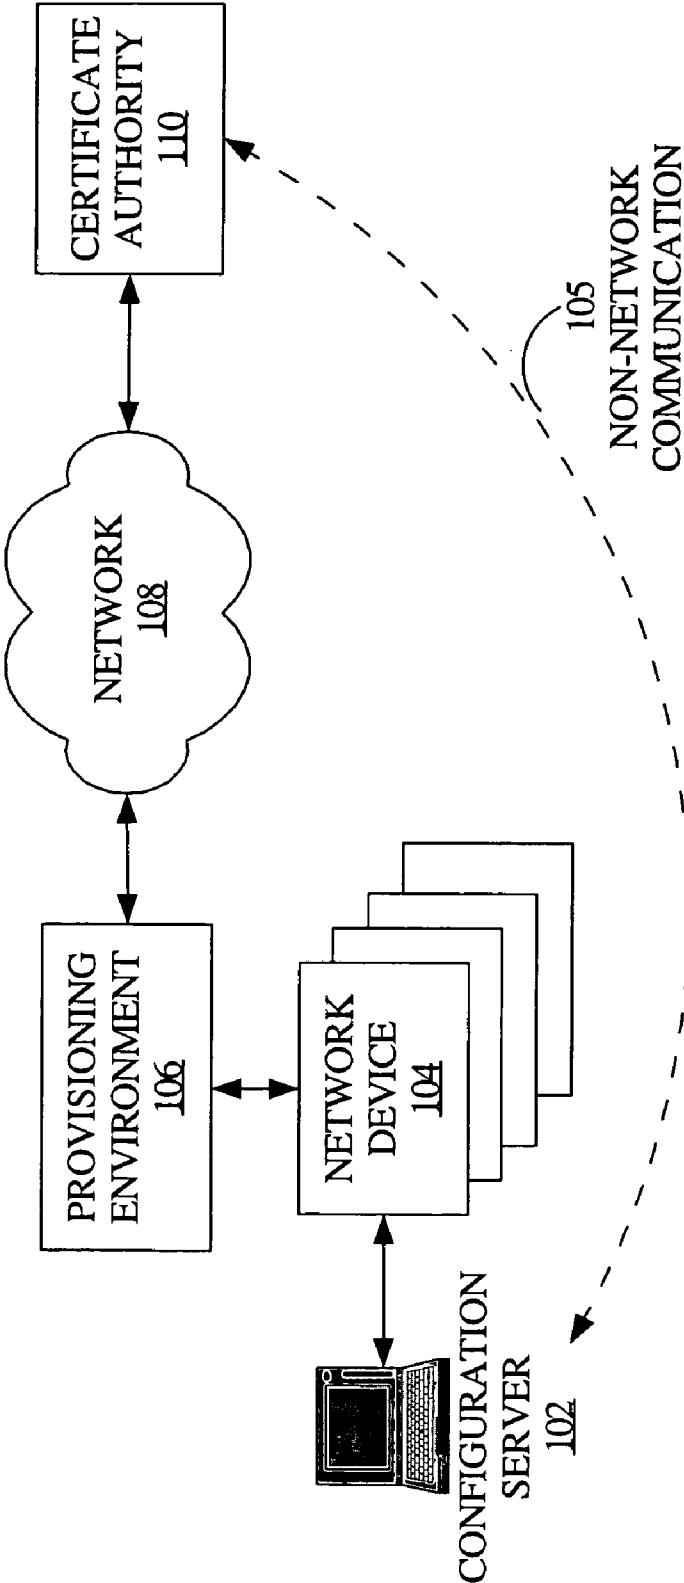 PROVISIONING
ENVIRONMENT
106
NETWORK
108
CERTIFICATE
AUTHORITY
110
NETWORK
DEVICE
104
CONFIGURATION
SERVER
102
105
NON-NETWORK
COMMUNICATION